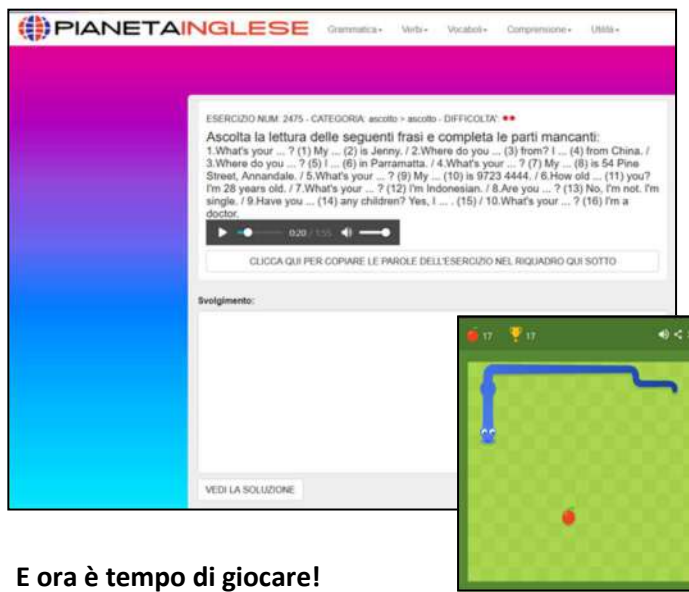 PIANETAINGLESE
Grammatica Verbi Vocaboli Comprensione Utilità
ESERCIZIO NUM. 2475 - CATEGORIA: ascolto > ascolto - DIFFICOLTA':
Ascolta la lettura delle seguenti frasi e completa le parti mancanti:
1.What's your ... ? (1) My ... (2) is Jenny. / 2.Where do you ... (3) from? I ... (4) from China. /
3.Where do you ... ? (5) I ... (6) in Parramatta. / 4.What's your ... ? (7) My ... (8) is 54 Pine
Street, Annandale. / 5.What's your ... ? (9) My ... (10) is 9723 4444. / 6.How old ... (11) you?
I'm 28 years old. / 7.What's your ... ? (12) I'm Indonesian. / 8.Are you ... ? (13) No, I'm not. I'm
single. / 9.Have you ... (14) any children? Yes, I ... . (15) / 10.What's your ... ? (16) I'm a
doctor.
0:20 / 1:55
CLICCA QUI PER COPIARE LE PAROLE DELL'ESERCIZIO NEL RIQUADRO QUI SOTTO
Svolgimento:
17 17
VEDI LA SOLUZIONE
E ora è tempo di giocare!